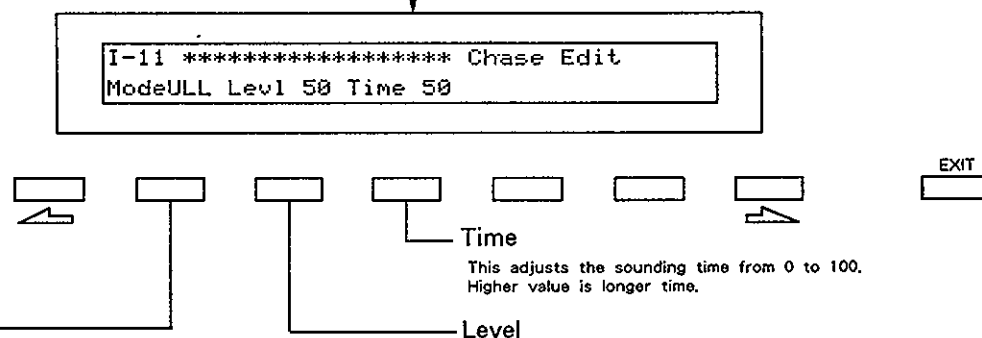 I-11 ****************** Chase Edit
ModeULL Levl 50 Time 50
EXIT
Time
This adjusts the sounding time from 0 to 100.
Higher value is longer time.
Level